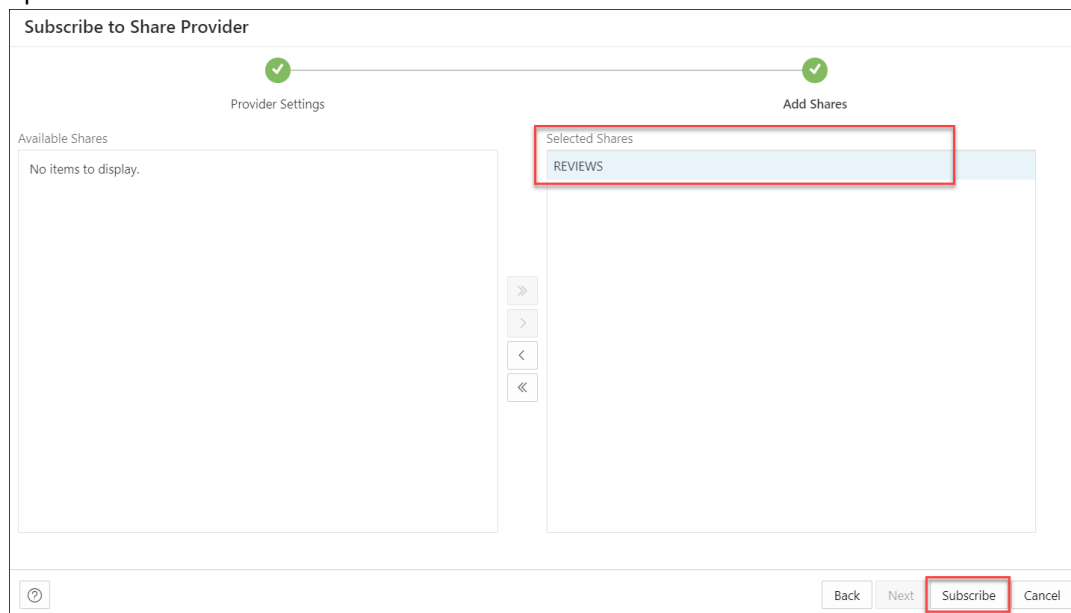 Subscribe to Share Provider
Provider Settings
Add Shares
Available Shares
Selected Shares
No items to display.
REVIEWS
Back
Next
Subscribe
Cancel